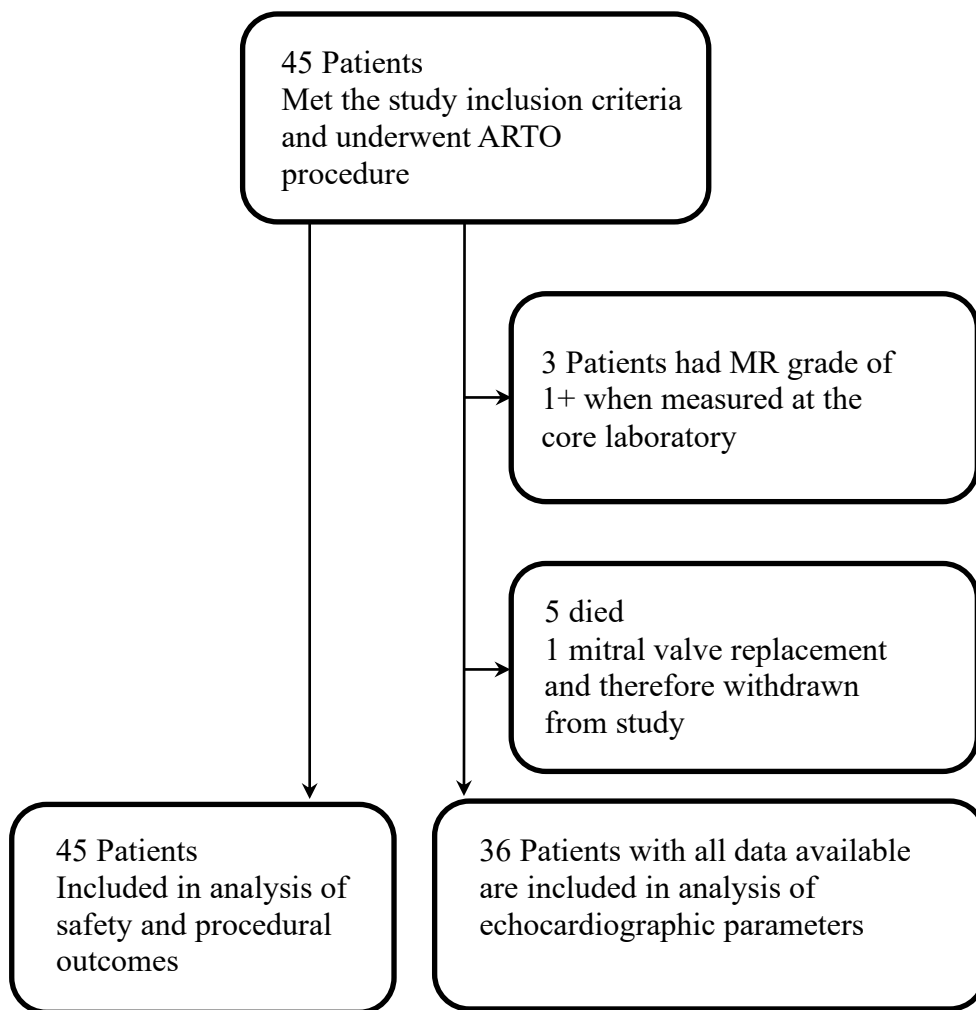 45 Patients
Met the study inclusion criteria
and underwent ARTO
procedure
3 Patients had MR grade of
1+ when measured at the
core laboratory
5 died
1 mitral valve replacement
and therefore withdrawn
from study
45 Patients
Included in analysis of
safety and procedural
outcomes
36 Patients with all data available
are included in analysis of
echocardiographic parameters